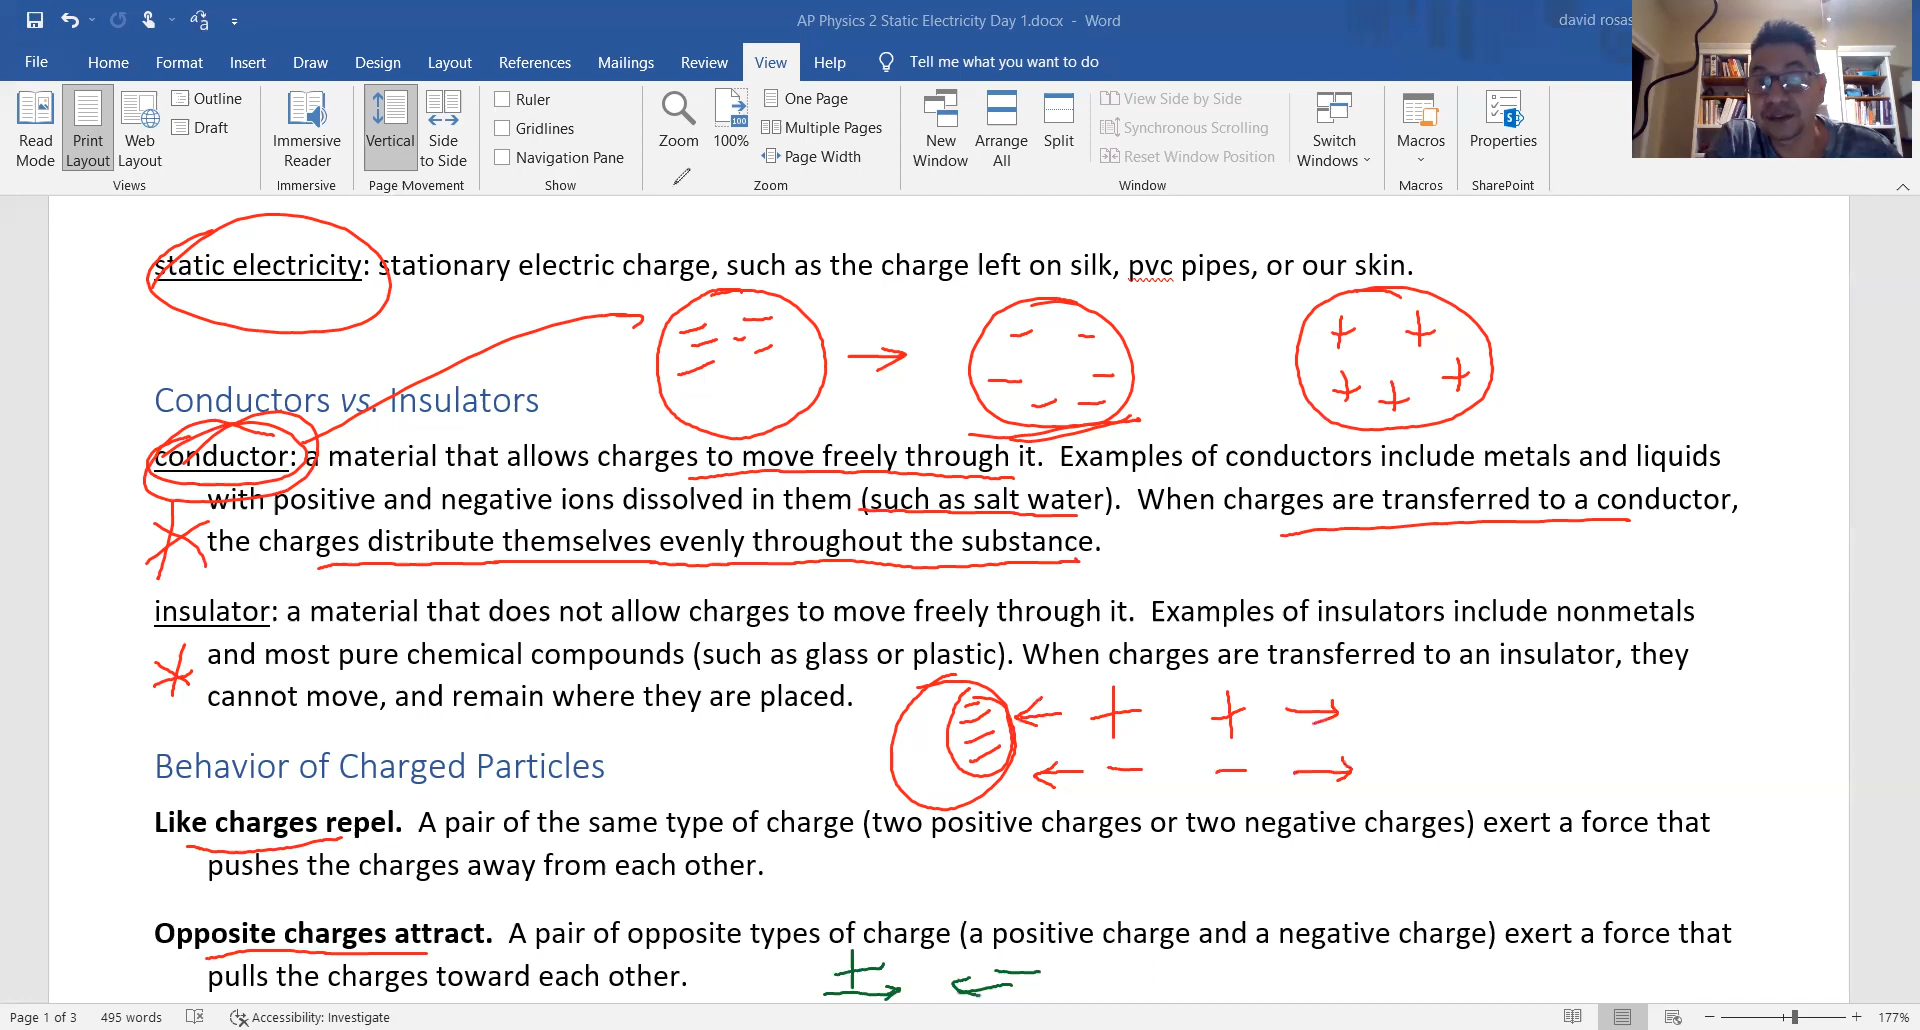 AP Physics 2 Static Electricity Day 1.docx - Word
david rosas
File Home Insert Draw Design Layout References Mailings Review View Help Tell me what you want to do
Read Mode
Print Layout
Web Layout
Outline
Draft
Views
Immersive Reader
Immersive
Vertical
Side to Side
Page Movement
Ruler
Gridlines
Navigation Pane
Show
Zoom
100
100%
One Page
Multiple Pages
Page Width
Zoom
New Window
Arrange All
Split
View Side by Side
Synchronous Scrolling
Reset Window Position
Switch Windows
Window
Macros
Macros
Properties
SharePoint
static electricity: stationary electric charge, such as the charge left on silk, pvc pipes, or our skin.
Conductors vs. Insulators
conductor: a material that allows charges to move freely through it. Examples of conductors include metals and liquids
with positive and negative ions dissolved in them (such as salt water). When charges are transferred to a conductor,
the charges distribute themselves evenly throughout the substance.
insulator: a material that does not allow charges to move freely through it. Examples of insulators include nonmetals
and most pure chemical compounds (such as glass or plastic). When charges are transferred to an insulator, they
cannot move, and remain where they are placed.
Behavior of Charged Particles
Like charges repel. A pair of the same type of charge (two positive charges or two negative charges) exert a force that
pushes the charges away from each other.
Opposite charges attract. A pair of opposite types of charge (a positive charge and a negative charge) exert a force that
pulls the charges toward each other.
Page 1 of 3 495 words Accessibility: Investigate 177%